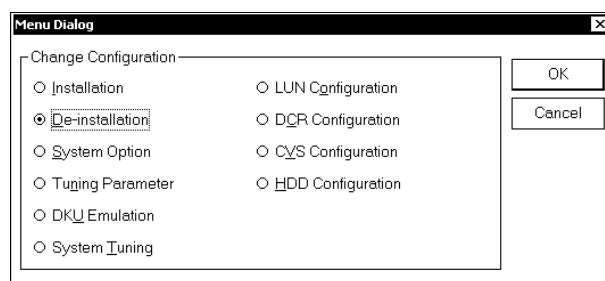 Menu Dialog
Change Configuration
Installation
De-installation
System Option
Tuning Parameter
DKU Emulation
System Tuning
LUN Configuration
DCR Configuration
CVS Configuration
HDD Configuration
OK
Cancel